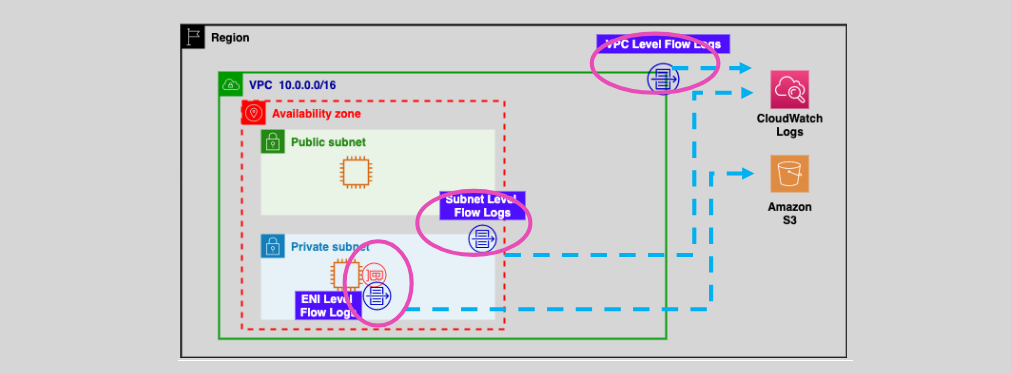 Region
VPC Level Flow Logs
VPC 10.0.0.0/16
Availability zone
Public subnet
CloudWatch
Logs
Subnet Level
Flow Logs
Amazon
S3
Private subnet
ENI Level
Flow Logs